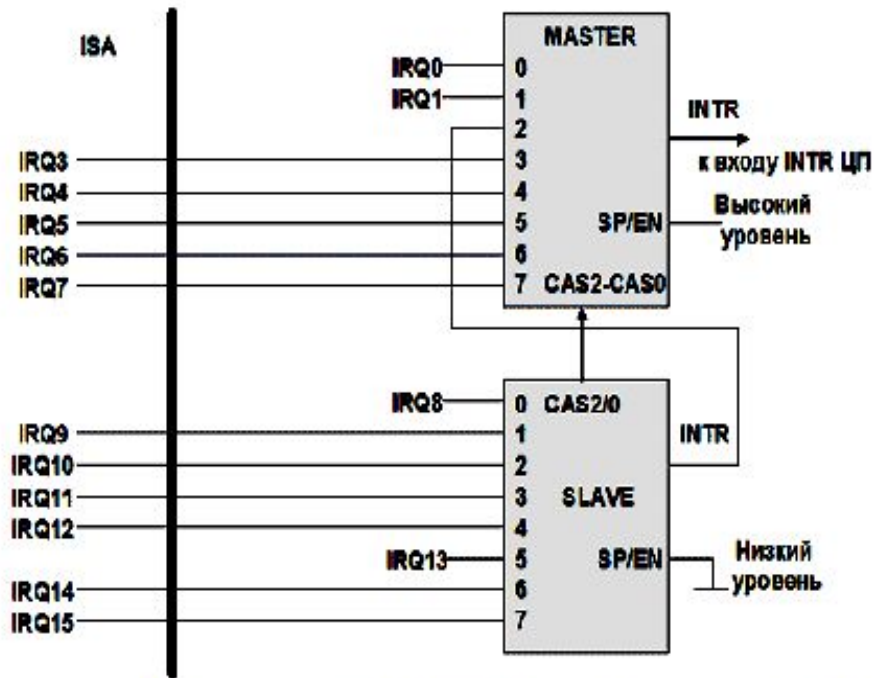 ISA
MASTER
IRQ0
0
IRQ1
1
2
INTR
IRQ3
3
к входу INTR ЦП
IRQ4
4
IRQ5
5
SP/EN
Высокий
уровень
IRQ6
6
IRQ7
7
CAS2-CAS0
IRQ8
0
CAS2/0
IRQ9
1
INTR
IRQ10
2
IRQ11
3
SLAVE
IRQ12
4
IRQ13
5
SP/EN
Низкий
уровень
IRQ14
6
IRQ15
7